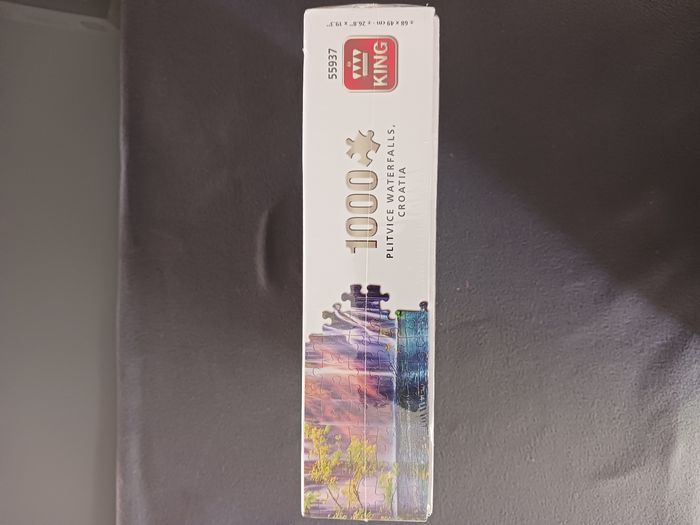 1000
PLITVICE WATERFALLS,
CROATIA
55937
KING
± 68 x 49 cm - ± 26.8" x 19.3"